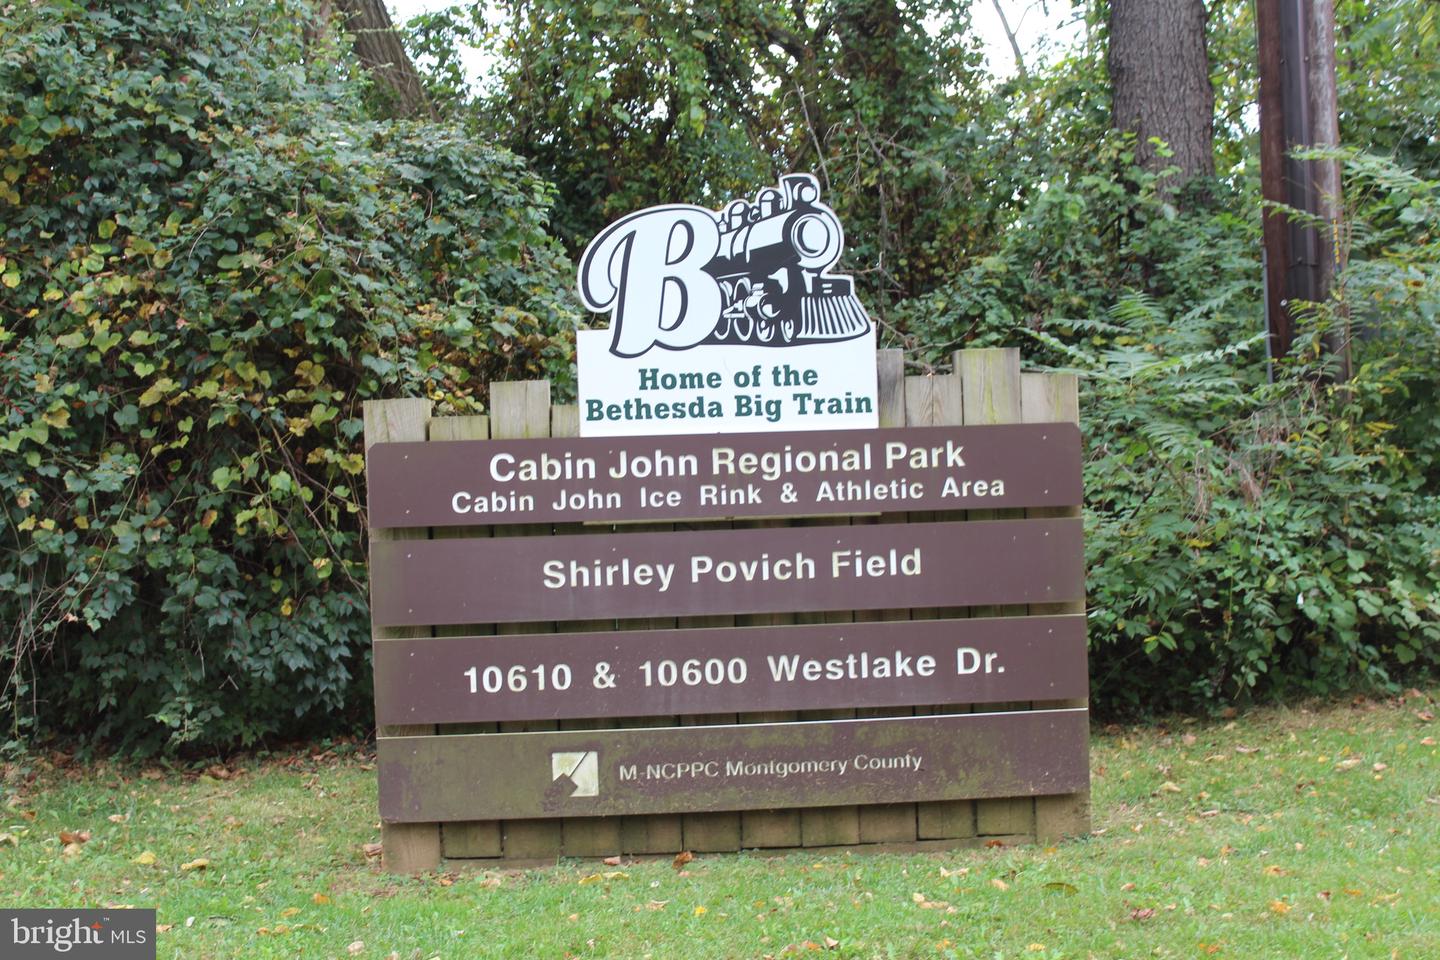 B
Home of the
Bethesda Big Train
Cabin John Regional Park
Cabin John Ice Rink & Athletic Area
Shirley Povich Field
10610 & 10600 Westlake Dr.
M-NCPPC Montgomery County
bright™ MLS